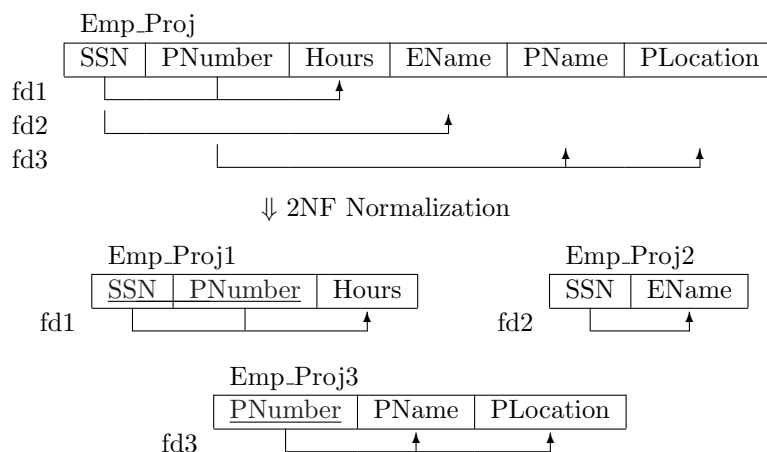 Emp_Proj
SSN PNumber Hours EName PName PLocation
fd1
fd2
fd3
⇓ 2NF Normalization
Emp_Proj1 Emp_Proj2
SSN PNumber Hours SSN EName
fd1 fd2
Emp_Proj3
PNumber PName PLocation
fd3